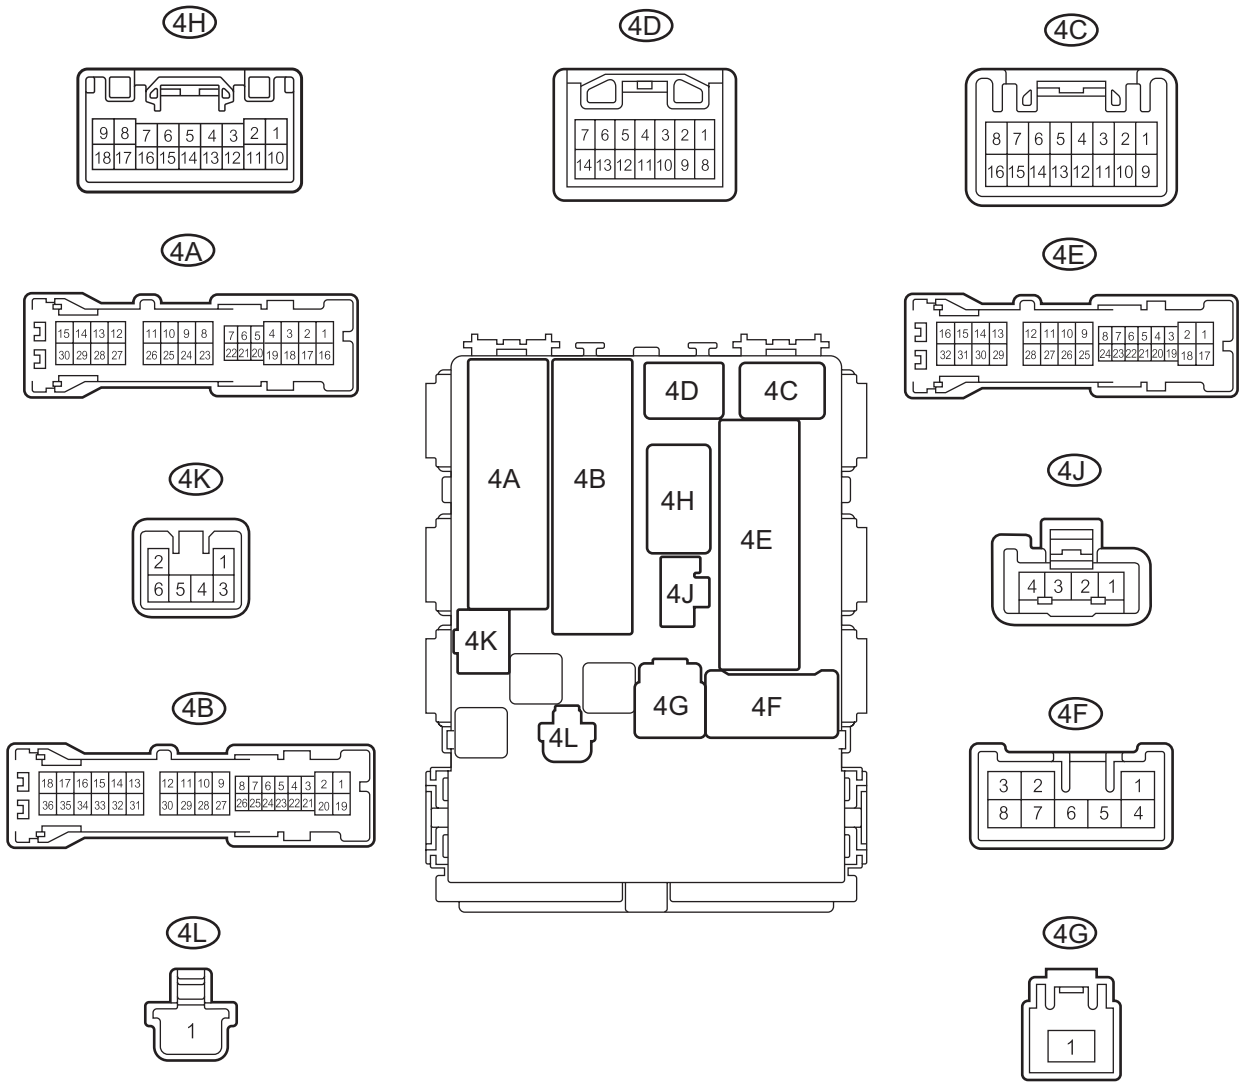 4H
4D
4C
9 8 7 6 5 4 3 2 1
18 17 16 15 14 13 12 11 10
7 6 5 4 3 2 1
14 13 12 11 10 9 8
8 7 6 5 4 3 2 1
16 15 14 13 12 11 10 9
4A
4E
15 14 13 12 11 10 9 8 7 6 5 4 3 2 1
30 29 28 27 26 25 24 23 22 21 20 19 18 17 16
16 15 14 13 12 11 10 9 8 7 6 5 4 3 2 1
32 31 30 29 28 27 26 25 24 23 22 21 20 19 18 17
4D
4C
4A
4B
4H
4E
4J
4K
4G
4F
4L
4K
4J
2 1
6 5 4 3
4 3 2 1
4B
4F
18 17 16 15 14 13 12 11 10 9 8 7 6 5 4 3 2 1
36 35 34 33 32 31 30 29 28 27 26 25 24 23 22 21 20 19
3 2 1
8 7 6 5 4
4L
4G
1
1